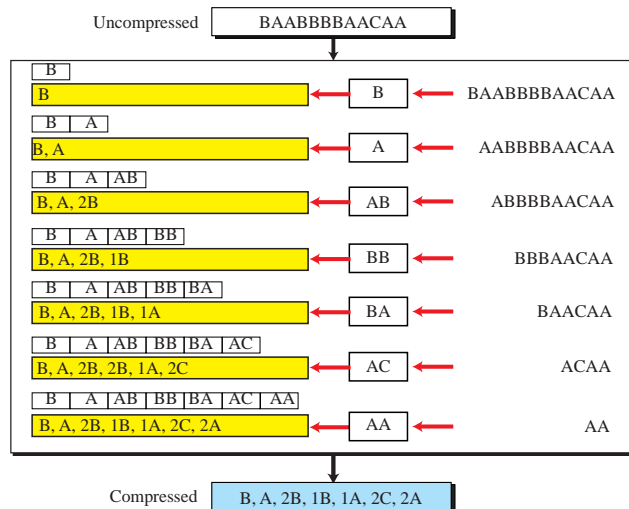 Uncompressed BAABBBBAACAA
B
B B BAABBBBAACAA
B A
B, A A AABBBBAACAA
B A AB
B, A, 2B AB ABBBBAACAA
B A AB BB
B, A, 2B, 1B BB BBBAACAA
B A AB BB BA
B, A, 2B, 1B, 1A BA BAACAA
B A AB BB BA AC
B, A, 2B, 2B, 1A, 2C AC ACAA
B A AB BB BA AC AA
B, A, 2B, 1B, 1A, 2C, 2A AA AA
Compressed B, A, 2B, 1B, 1A, 2C, 2A